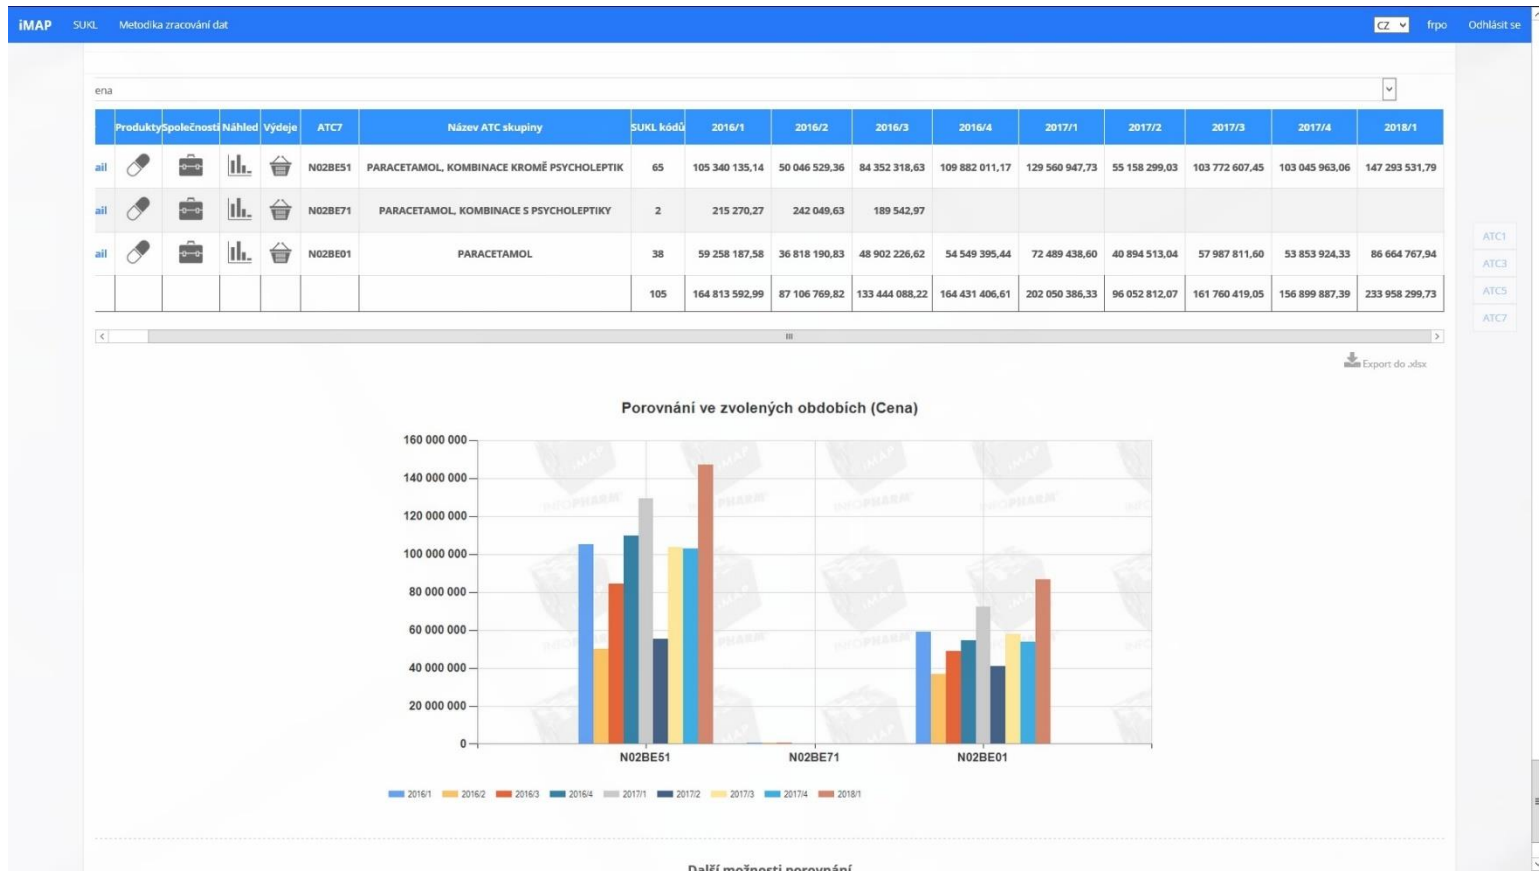 iMAP SUKL Metodika zracování dat CZ frpo Odhlásit se
ena
Produkty Společnosti Náhled Výdeje ATC7 Název ATC skupiny SUKL kódů 2016/1 2016/2 2016/3 2016/4 2017/1 2017/2 2017/3 2017/4 2018/1
ail N02BE51 PARACETAMOL, KOMBINACE KROMĚ PSYCHOLEPTIK 65 105 340 135,14 50 046 529,36 84 352 318,63 109 882 011,17 129 560 947,73 55 158 299,03 103 772 607,45 103 045 963,06 147 293 531,79
ail N02BE71 PARACETAMOL, KOMBINACE S PSYCHOLEPTIKY 2 215 270,27 242 049,63 189 542,97
ail N02BE01 PARACETAMOL 38 59 258 187,58 36 818 190,83 48 902 226,62 54 549 395,44 72 489 438,60 40 894 513,04 57 987 811,60 53 853 924,33 86 664 767,94
105 164 813 592,99 87 106 769,82 133 444 088,22 164 431 406,61 202 050 386,33 96 052 812,07 161 760 419,05 156 899 887,39 233 958 299,73
ATC1
ATC3
ATC5
ATC7
Export do .xlsx
Porovnání ve zvolených obdobích (Cena)
160 000 000
140 000 000
120 000 000
100 000 000
80 000 000
60 000 000
40 000 000
20 000 000
0
N02BE51 N02BE71 N02BE01
2016/1 2016/2 2016/3 2016/4 2017/1 2017/2 2017/3 2017/4 2018/1
Další možnosti porovnání